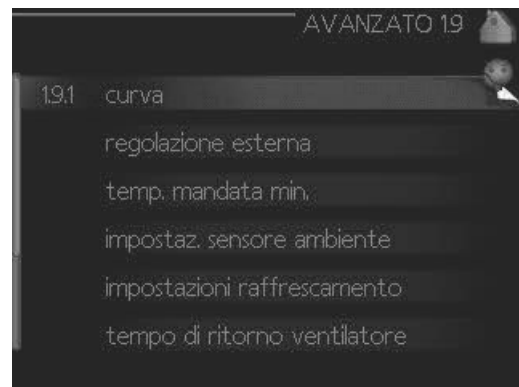 AVANZATO 1.9
1.9.1 curva
regolazione esterna
temp. mandata min.
impostaz. sensore ambiente
impostazioni raffrescamento
tempo di ritorno ventilatore